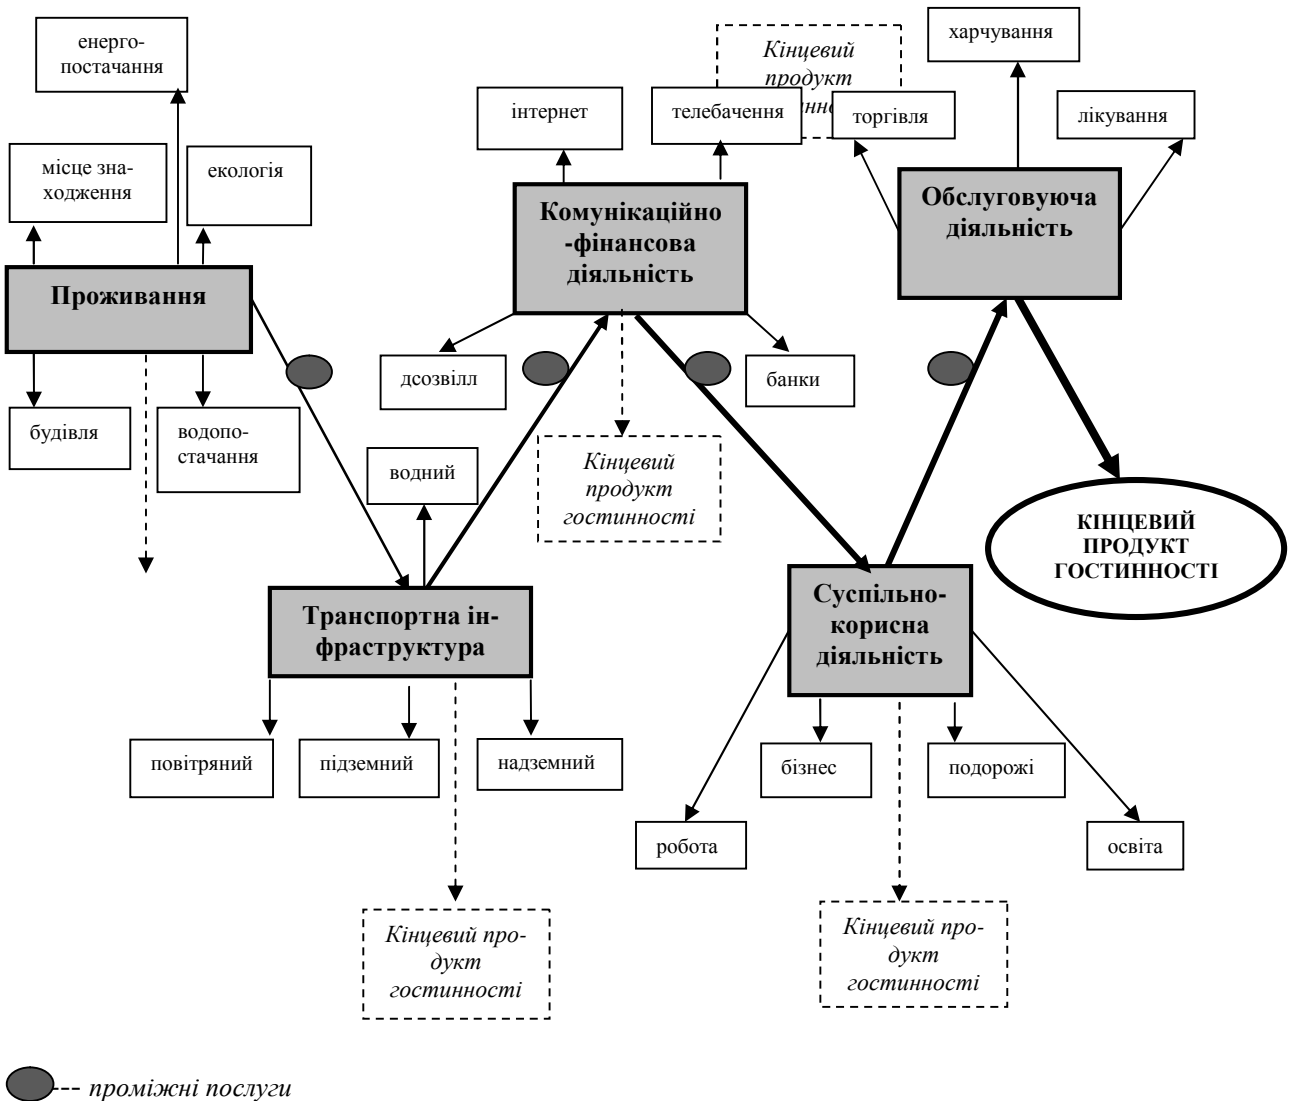 енерго-
постачання
місце зна-
ходження
екологія
Проживання
будівля
водопо-
стачання
інтернет
телебачення
Кінцевий
продукт
торгівля
харчування
лікування
Комунікаційно
-фінансова
діяльність
Обслуговуюча
діяльність
дсозвілл
банки
водний
Кінцевий
продукт
гостинності
КІНЦЕВИЙ
ПРОДУКТ
ГОСТИННОСТІ
Транспортна ін-
фраструктура
Суспільно-
корисна
діяльність
повітряний
підземний
надземний
бізнес
подорожі
робота
освіта
Кінцевий про-
дукт
гостинності
Кінцевий про-
дукт
гостинності
--- проміжні послуги